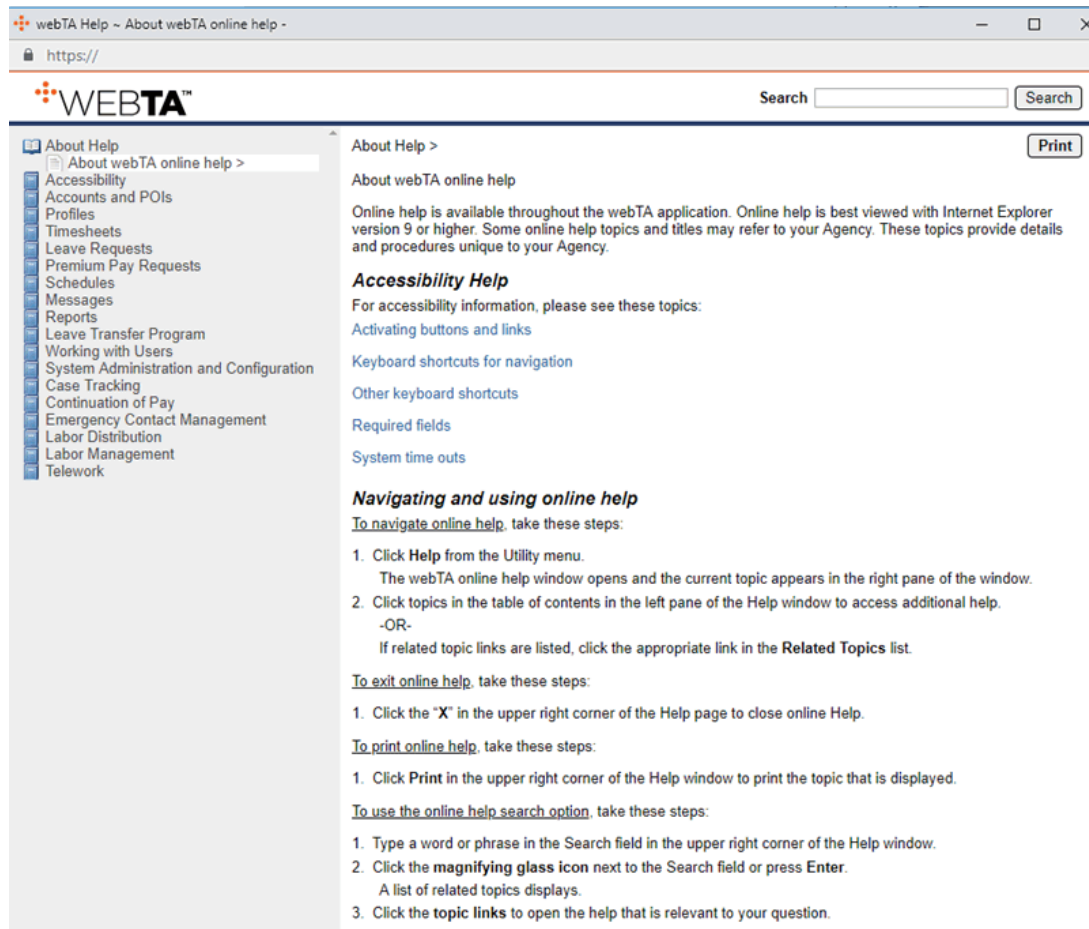 webTA Help ~ About webTA online help -
https://
WEBTA™
Search
Search
About Help
About webTA online help >
Accessibility
Accounts and POIs
Profiles
Timesheets
Leave Requests
Premium Pay Requests
Schedules
Messages
Reports
Leave Transfer Program
Working with Users
System Administration and Configuration
Case Tracking
Continuation of Pay
Emergency Contact Management
Labor Distribution
Labor Management
Telework
About Help >
Print
About webTA online help
Online help is available throughout the webTA application. Online help is best viewed with Internet Explorer
version 9 or higher. Some online help topics and titles may refer to your Agency. These topics provide details
and procedures unique to your Agency.
Accessibility Help
For accessibility information, please see these topics:
Activating buttons and links
Keyboard shortcuts for navigation
Other keyboard shortcuts
Required fields
System time outs
Navigating and using online help
To navigate online help, take these steps:
1. Click Help from the Utility menu.
The webTA online help window opens and the current topic appears in the right pane of the window.
2. Click topics in the table of contents in the left pane of the Help window to access additional help.
-OR-
If related topic links are listed, click the appropriate link in the Related Topics list.
To exit online help, take these steps:
1. Click the “X” in the upper right corner of the Help page to close online Help.
To print online help, take these steps:
1. Click Print in the upper right corner of the Help window to print the topic that is displayed.
To use the online help search option, take these steps:
1. Type a word or phrase in the Search field in the upper right corner of the Help window.
2. Click the magnifying glass icon next to the Search field or press Enter.
A list of related topics displays.
3. Click the topic links to open the help that is relevant to your question.